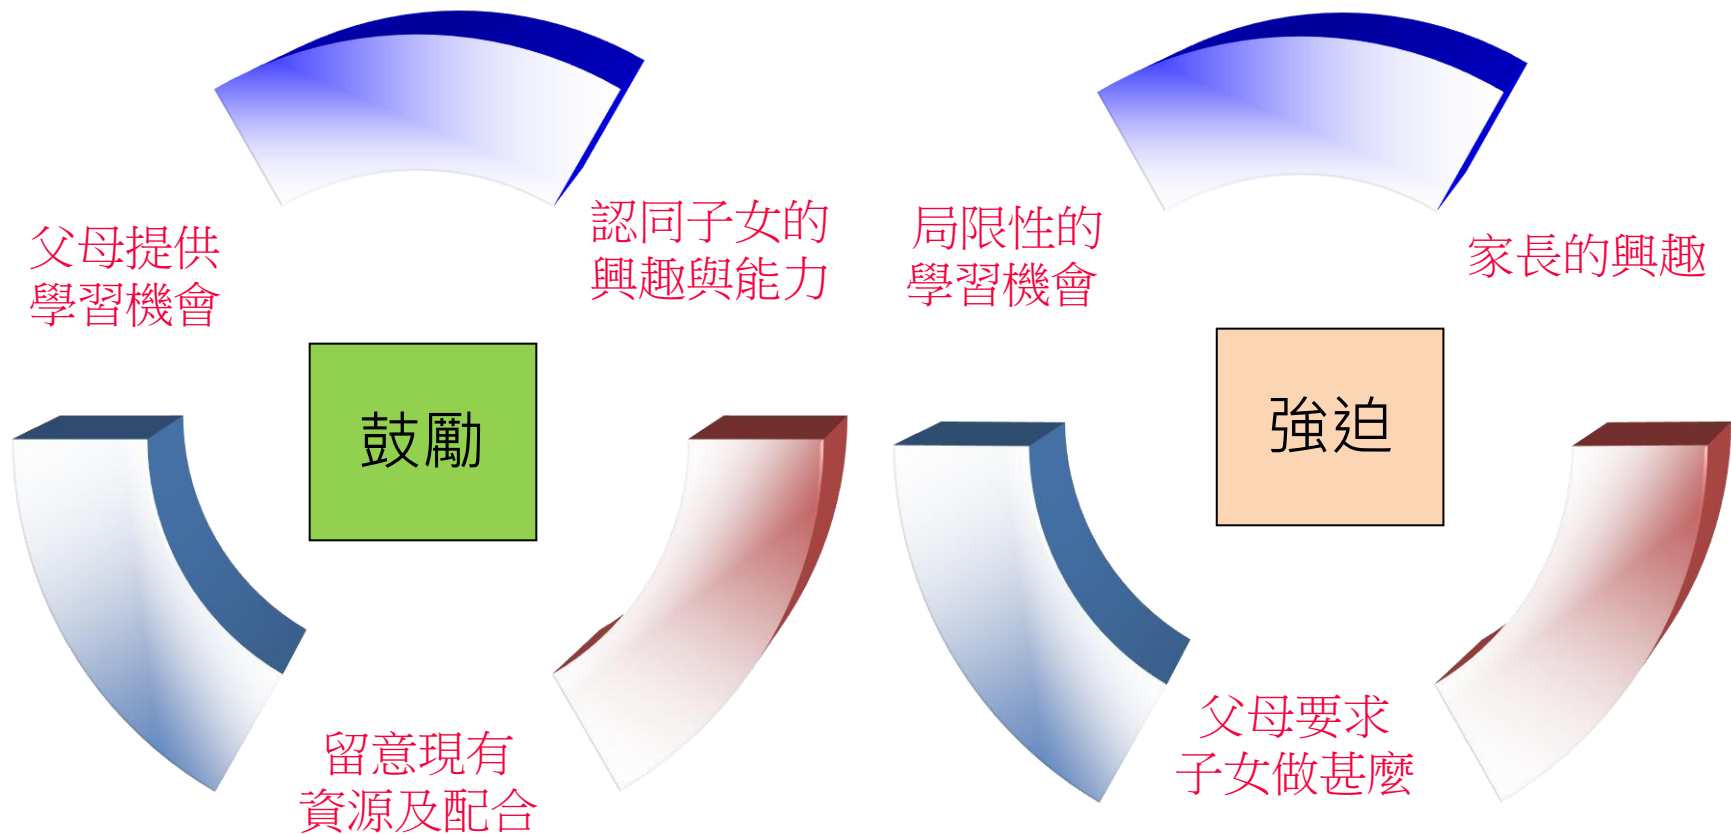 父母提供
學習機會
認同子女的
興趣與能力
鼓勵
留意現有
資源及配合
局限性的
學習機會
家長的興趣
強迫
父母要求
子女做甚麼